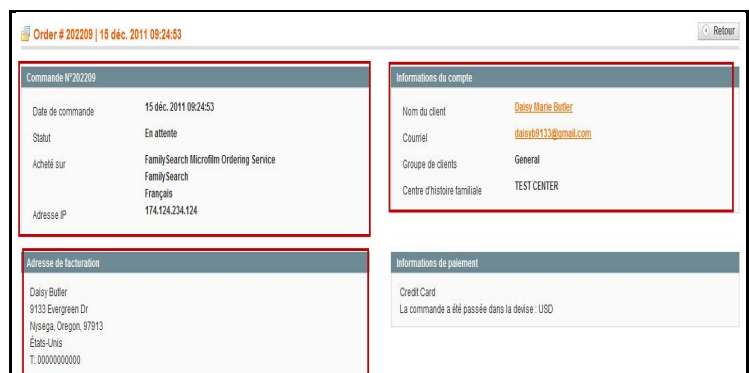 Order # 202209 | 15 déc. 2011 09:24:53
Retour
Commande N°202209
Date de commande 15 déc. 2011 09:24:53
Statut En attente
Acheté sur FamilySearch Microfilm Ordering Service
FamilySearch
Français
Adresse IP 174.124.234.124
Informations du compte
Nom du client Daisy Marie Butler
Courriel daisyb9133@gmail.com
Groupe de clients General
Centre d'histoire familiale TEST CENTER
Adresse de facturation
Daisy Butler
9133 Evergreen Dr
Nysega, Oregon, 97913
États-Unis
T: 00000000000
Informations de paiement
Credit Card
La commande a été passée dans la devise : USD